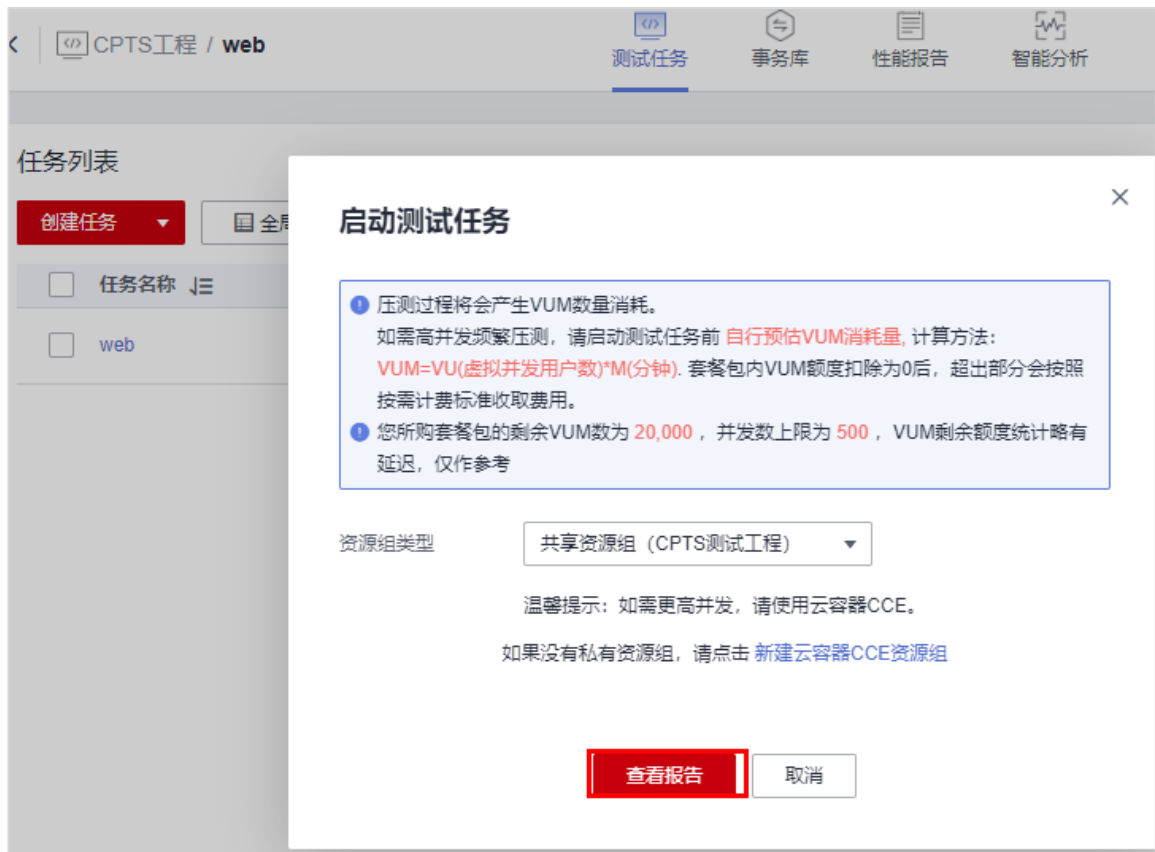 CPTS工程 / web
测试任务
事务库
性能报告
智能分析
任务列表
创建任务
全局
任务名称
web
启动测试任务
压测过程将会产生VUM数量消耗。
如需高并发频繁压测，请启动测试任务前 自行预估VUM消耗量, 计算方法：
VUM=VU(虚拟并发用户数)*M(分钟). 套餐包内VUM额度扣除为0后，超出部分会按照
按需计费标准收取费用。
您所购套餐包的剩余VUM数为 20,000 ，并发数上限为 500 ，VUM剩余额度统计略有
延迟，仅作参考
资源组类型
共享资源组（CPTS测试工程）
温馨提示：如需更高并发，请使用云容器CCE。
如果没有私有资源组，请点击 新建云容器CCE资源组
查看报告
取消